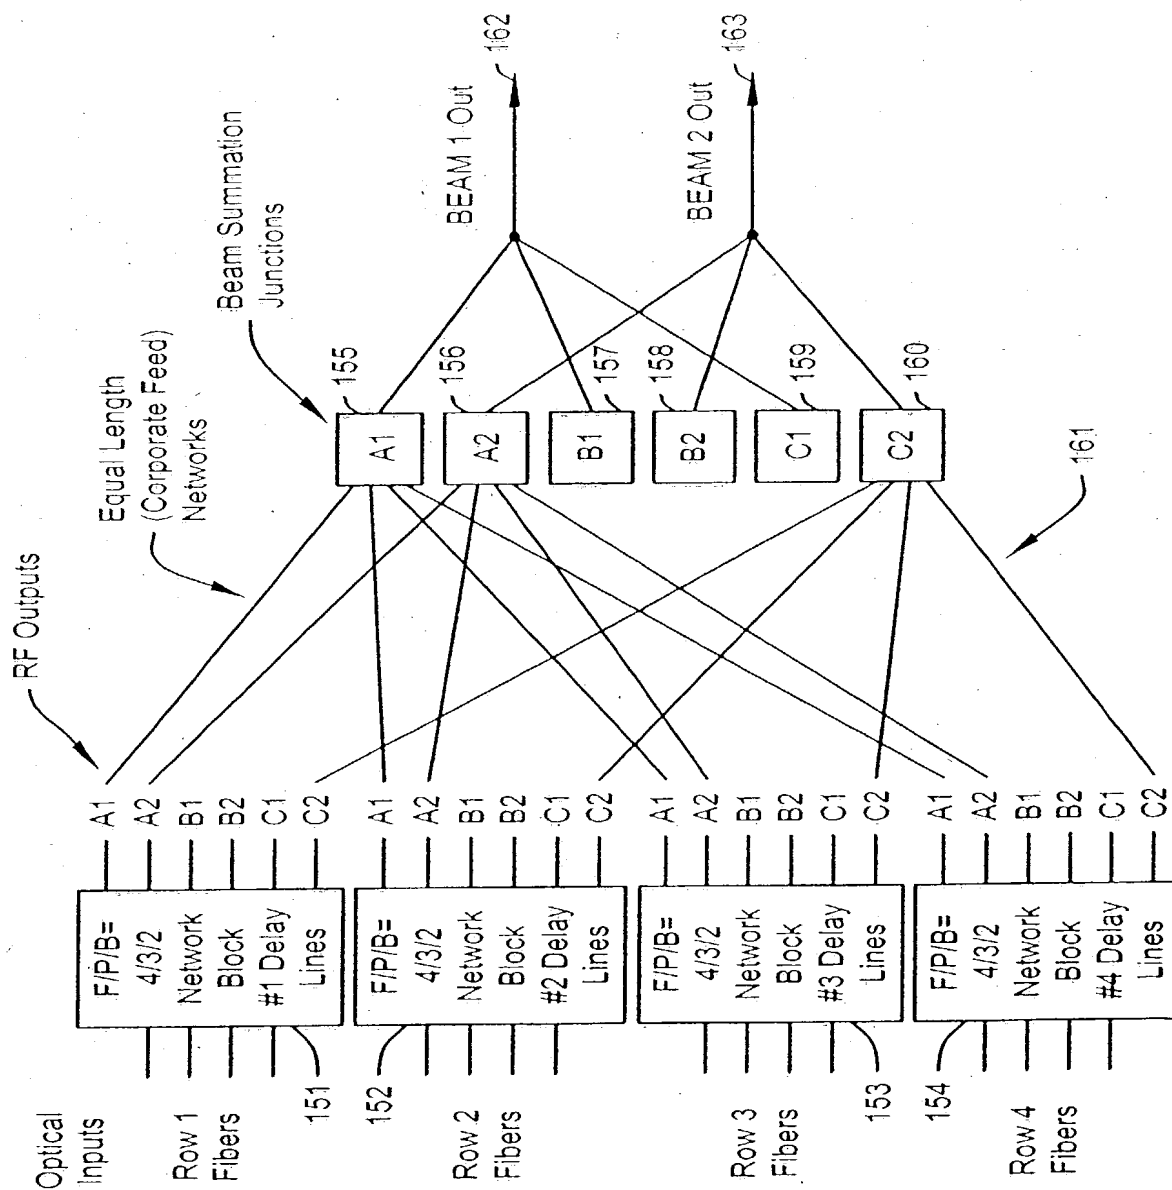 Optical
Inputs
RF Outputs
Equal Length
(Corporate Feed)
Networks
Beam Summation
Junctions
Row 1
Fibers
151
F/P/B=
4/3/2
Network
Block
#1 Delay
Lines
A1
A2
B1
B2
C1
C2
Row 2
Fibers
152
F/P/B=
4/3/2
Network
Block
#2 Delay
Lines
A1
A2
B1
B2
C1
C2
Row 3
Fibers
153
F/P/B=
4/3/2
Network
Block
#3 Delay
Lines
A1
A2
B1
B2
C1
C2
Row 4
Fibers
154
F/P/B=
4/3/2
Network
Block
#4 Delay
Lines
A1
A2
B1
B2
C1
C2
A1
155
A2
156
B1
157
B2
158
C1
159
C2
160
161
BEAM 1 Out
162
BEAM 2 Out
163